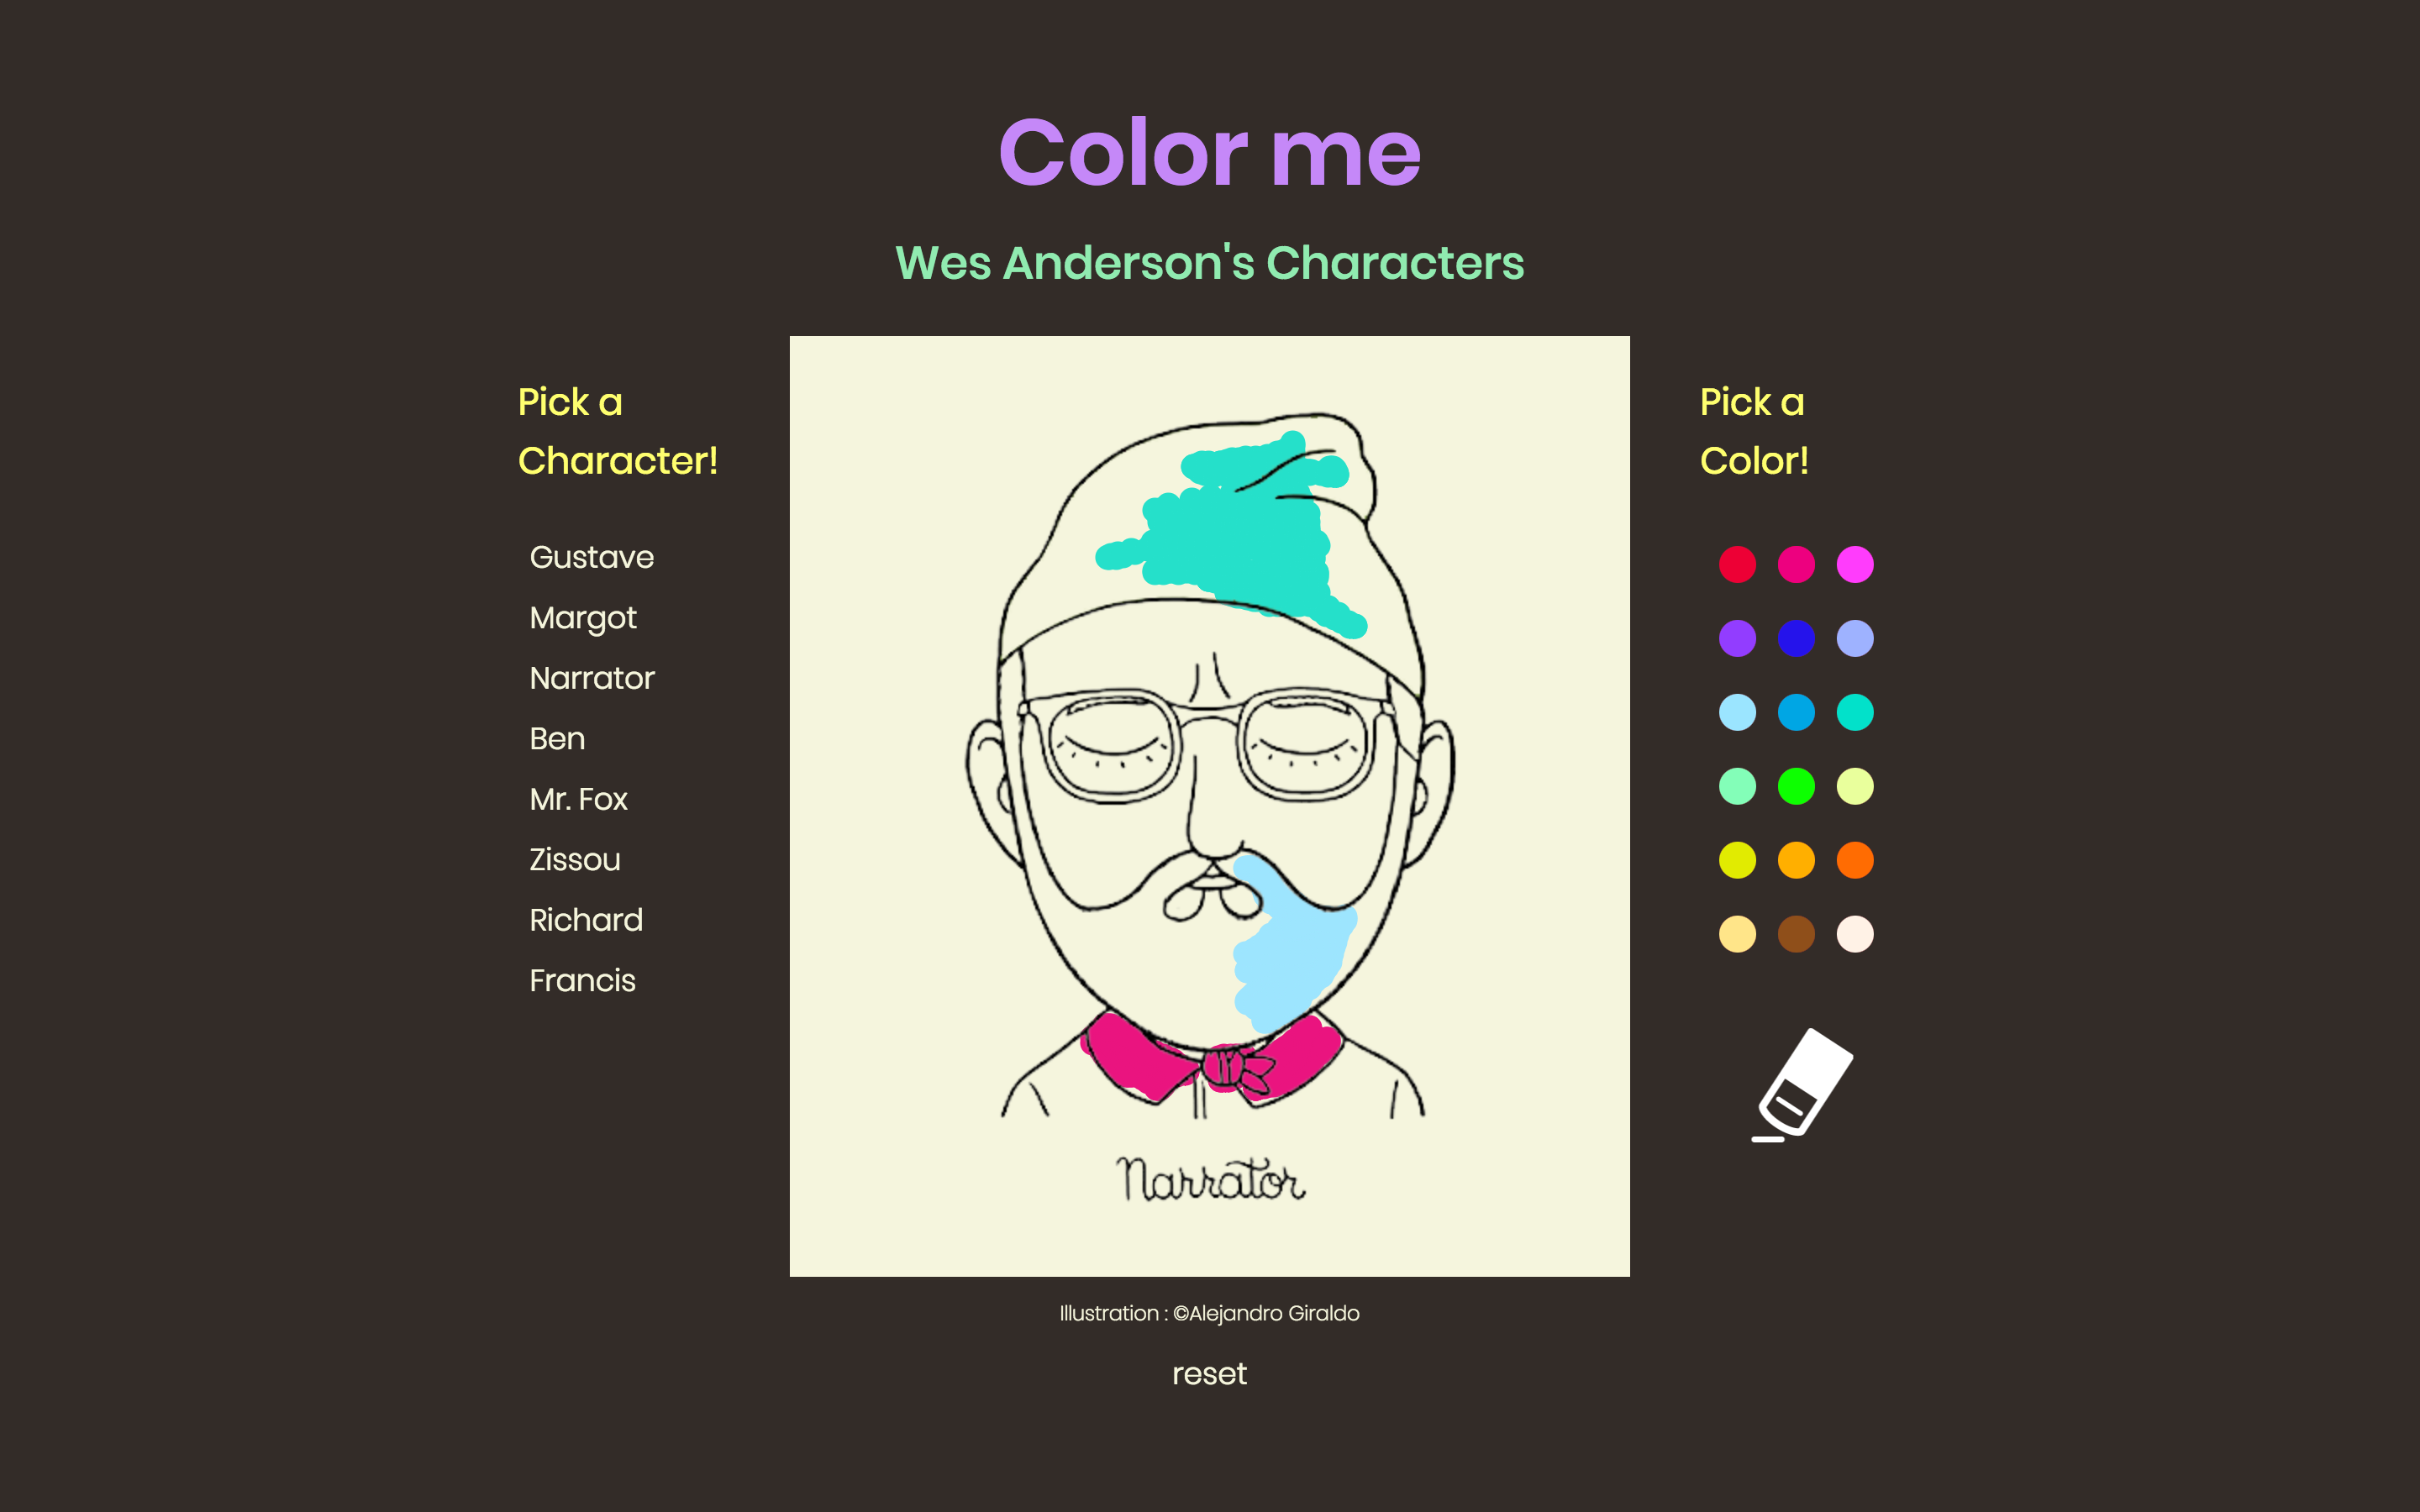 Color me
Wes Anderson's Characters
Pick a
Character!
Gustave
Margot
Narrator
Ben
Mr. Fox
Zissou
Richard
Francis
Narrator
Pick a
Color!
Illustration : ©Alejandro Giraldo
reset